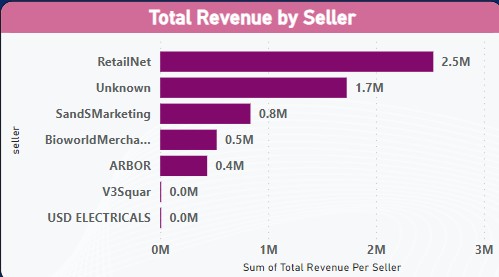 Total Revenue by Seller
RetailNet 2.5M
Unknown 1.7M
SandSMarketing 0.8M
BioworldMercha... 0.5M
ARBOR 0.4M
V3Squar 0.0M
USD ELECTRICALS 0.0M
seller
0M 1M 2M 3M
Sum of Total Revenue Per Seller